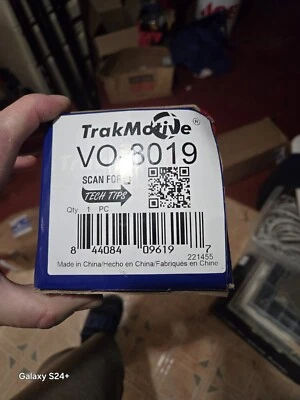 TrakMotive®
VO-8019
SCAN FOR
TECH TIPS
Qty 1 PC
8 44084 09619 7
221455
Made in China/Hecho en China/Fabriqués en Chine
Galaxy S24+